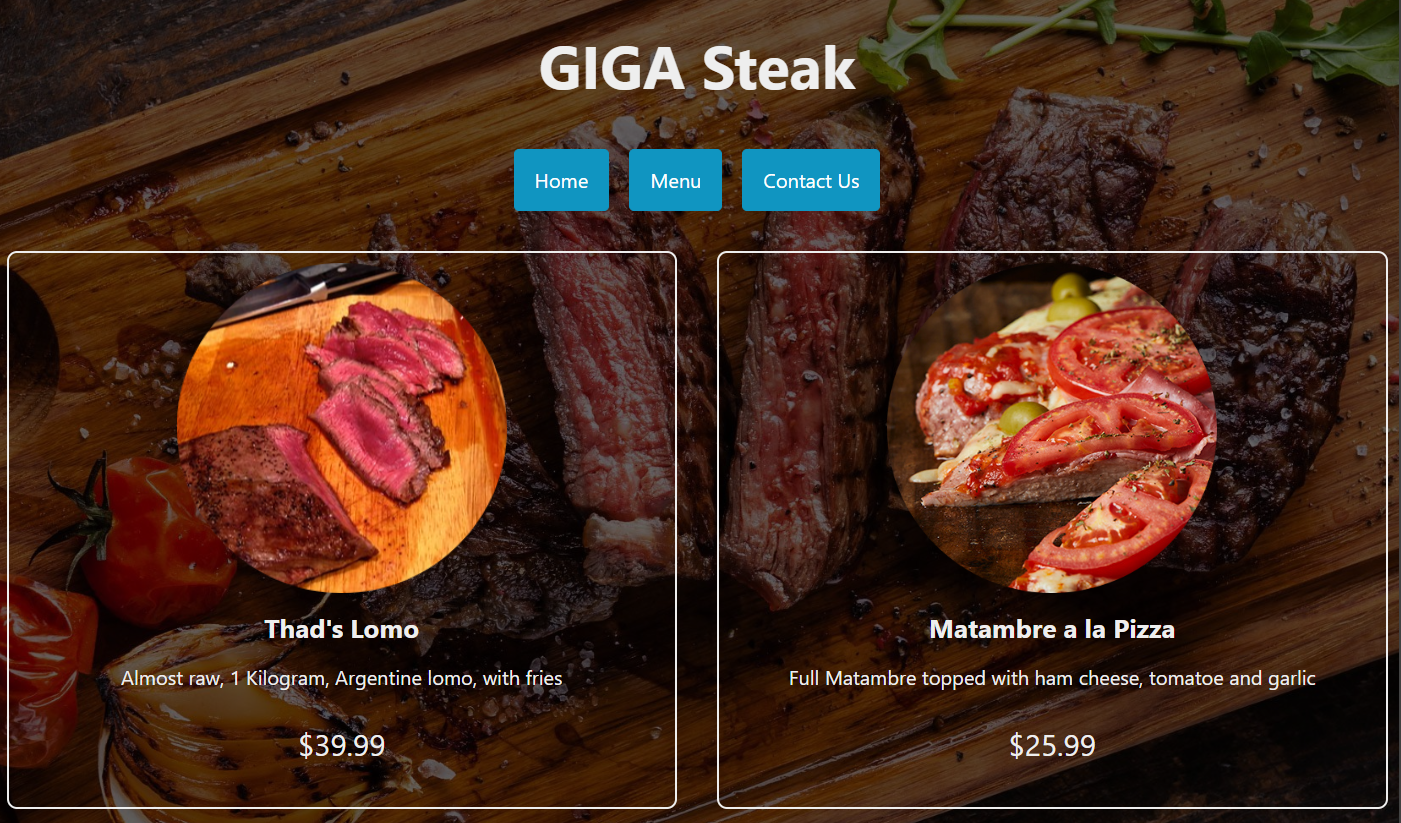 GIGA Steak
Home
Menu
Contact Us
Thad's Lomo
Almost raw, 1 Kilogram, Argentine lomo, with fries
$39.99
Matambre a la Pizza
Full Matambre topped with ham cheese, tomatoe and garlic
$25.99